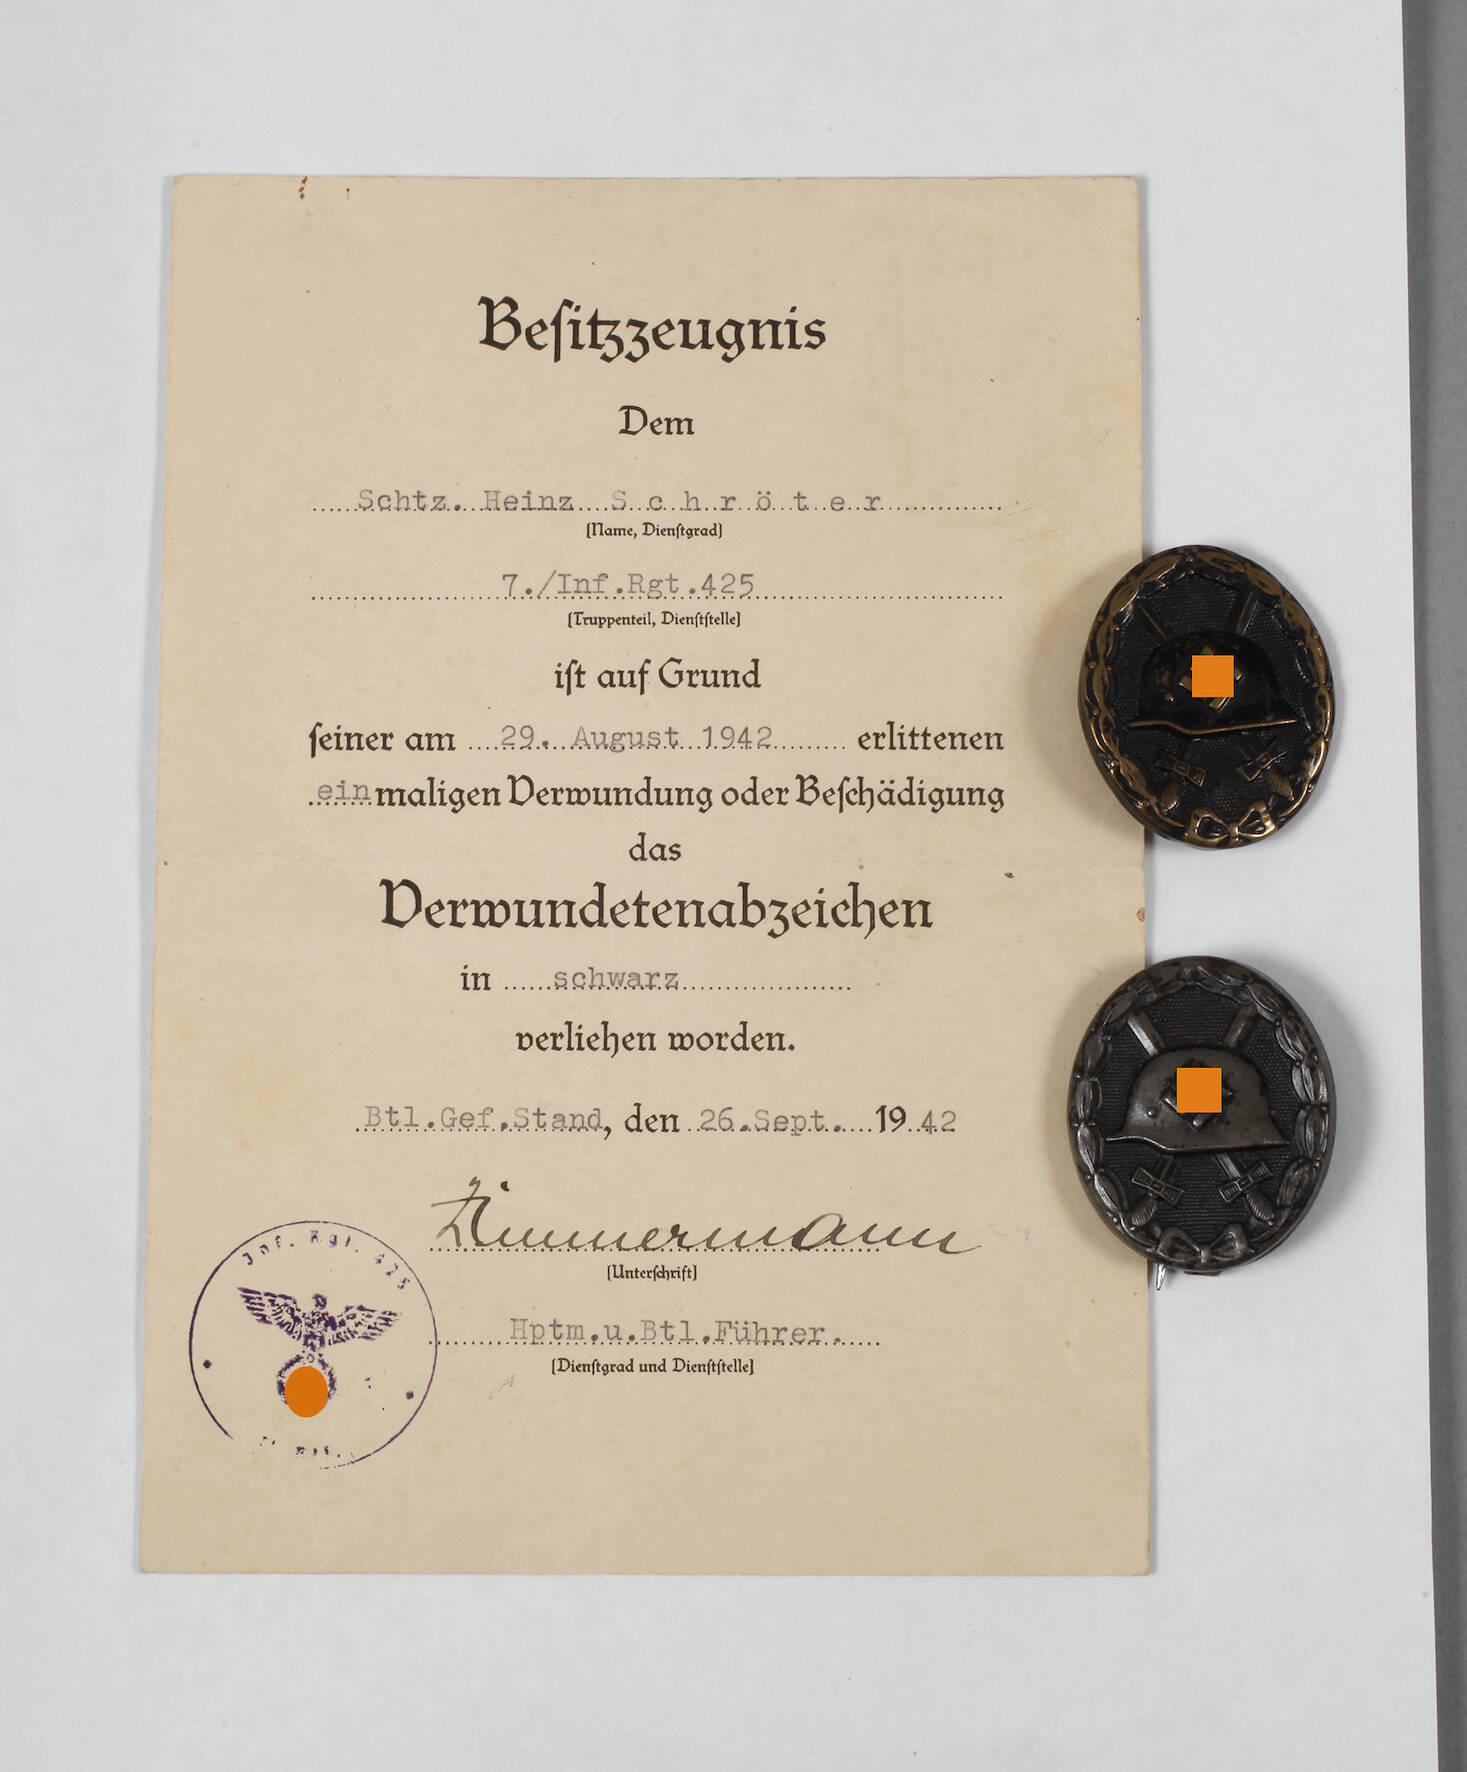 Besitzzeugnis
Dem
Schtz. Heinz Schröter
(Name, Dienstgrad)
7./Inf.Rgt.425
(Truppenteil, Dienststelle)
ist auf Grund
seiner am 29. August 1942 erlittenen
einmaligen Verwundung oder Beschädigung
das
Verwundetenabzeichen
in schwarz
verliehen worden.
Btl.Gef.Stand, den 26.Sept. 1942
Zimmermann
(Unterschrift)
Hptm.u.Btl.Führer.
(Dienstgrad und Dienststelle)
Inf. Rgt. 425